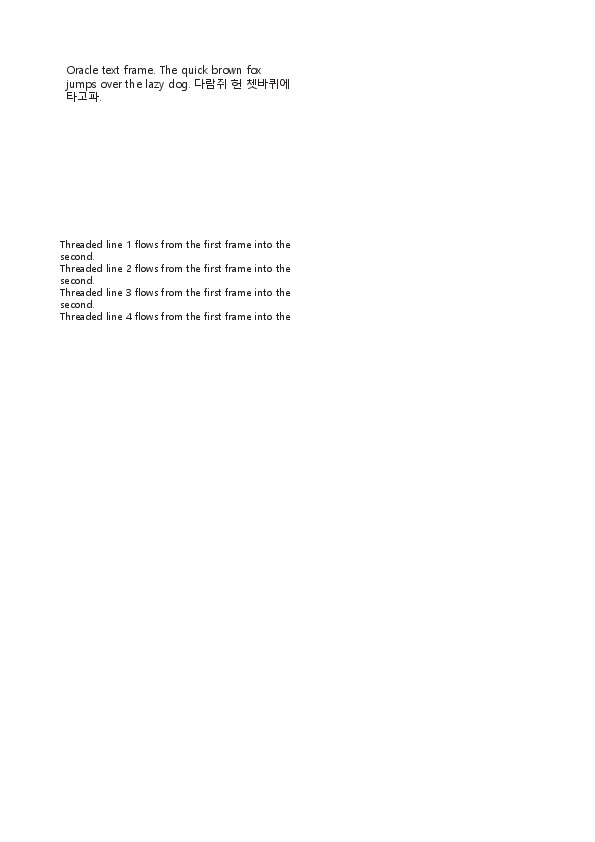 Oracle text frame. The quick brown fox
jumps over the lazy dog. 다람쥐 헌 쳇바퀴에
타고파.
Threaded line 1 flows from the first frame into the
second.
Threaded line 2 flows from the first frame into the
second.
Threaded line 3 flows from the first frame into the
second.
Threaded line 4 flows from the first frame into the